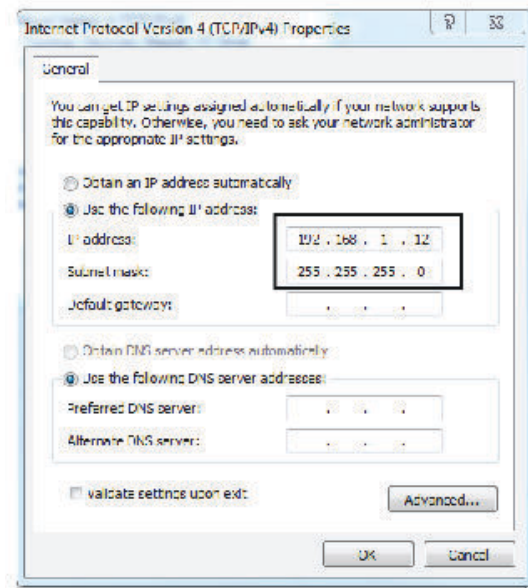 Internet Protocol Version 4 (TCP/IPv4) Properties
General
You can get IP settings assigned automatically if your network supports
this capability. Otherwise, you need to ask your network administrator
for the appropriate IP settings.
Obtain an IP address automatically
Use the following IP address:
IP address: 192 . 168 . 1 . 12
Subnet mask: 255 . 255 . 255 . 0
Default gateway: . . .
Obtain DNS server address automatically
Use the following DNS server addresses:
Preferred DNS server: . . .
Alternate DNS server: . . .
Validate settings upon exit
Advanced...
OK Cancel